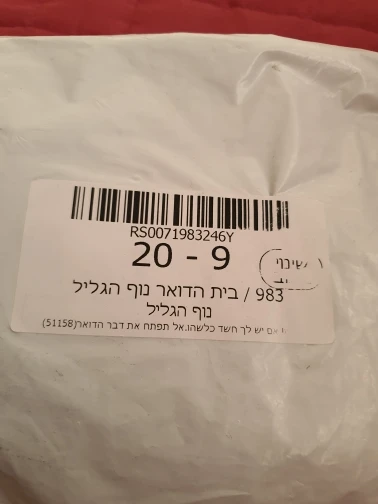 RS0071983246Y
20 - 9
שינוי
983 / בית הדואר נוף הגליל
נוף הגליל
אם יש לך חשד כלשהו.אל תפתח את דבר הדואר(51158)